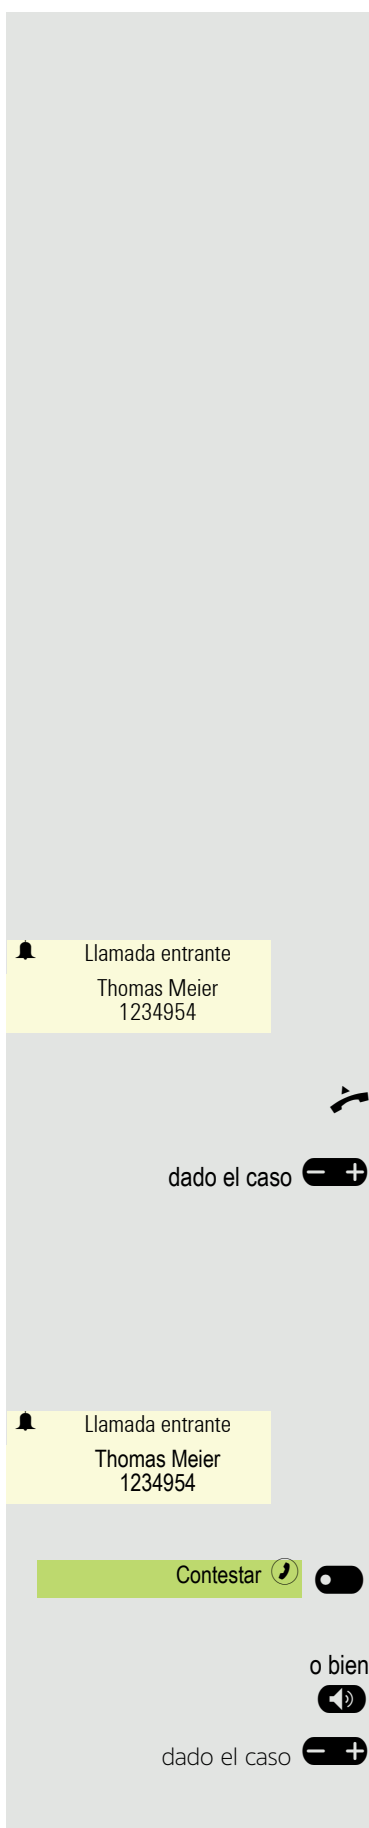 Llamada entrante
Thomas Meier
1234954
dado el caso
Llamada entrante
Thomas Meier
1234954
Contestar
o bien
dado el caso